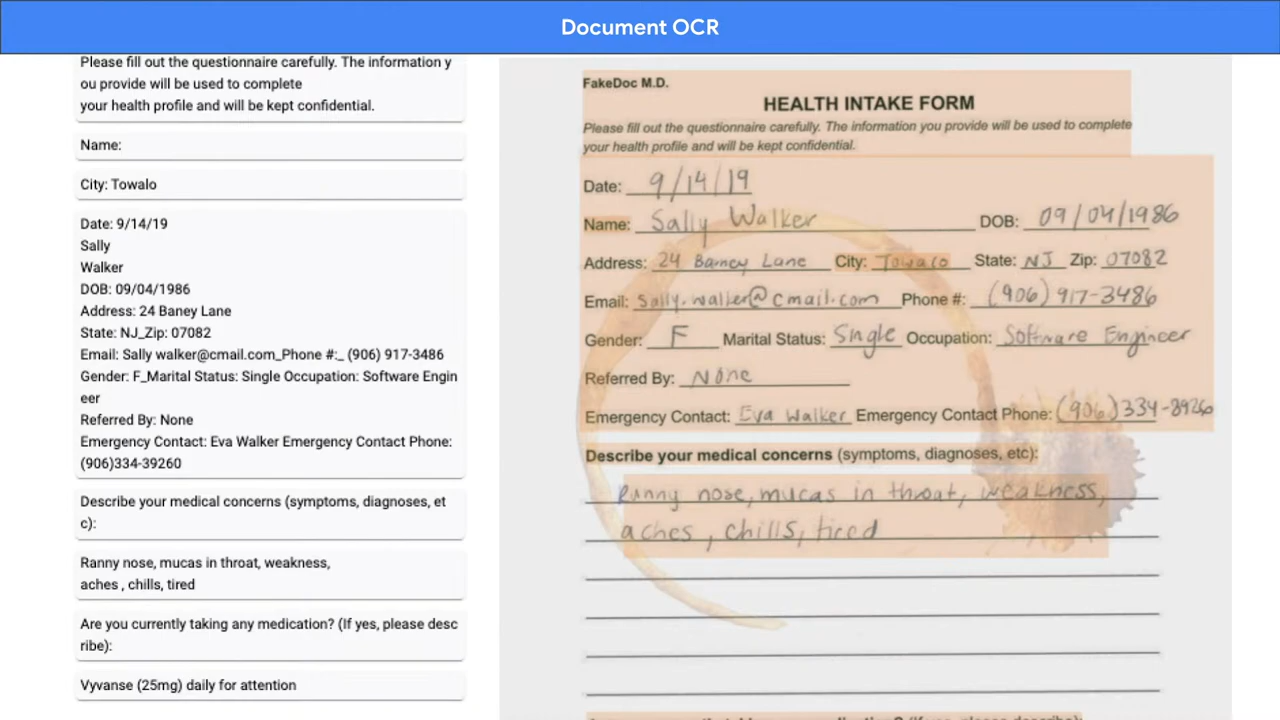 Document OCR
Please fill out the questionnaire carefully. The information y
ou provide will be used to complete
your health profile and will be kept confidential.
Name:
City: Towalo
Date: 9/14/19
Sally
Walker
DOB: 09/04/1986
Address: 24 Baney Lane
State: NJ_Zip: 07082
Email: Sally walker@cmail.com_Phone #:_ (906) 917-3486
Gender: F_Marital Status: Single Occupation: Software Engin
eer
Referred By: None
Emergency Contact: Eva Walker Emergency Contact Phone:
(906)334-39260
Describe your medical concerns (symptoms, diagnoses, et
c):
Ranny nose, mucas in throat, weakness,
aches , chills, tired
Are you currently taking any medication? (If yes, please desc
ribe):
Vyvanse (25mg) daily for attention
FakeDoc M.D.
HEALTH INTAKE FORM
Please fill out the questionnaire carefully. The information you provide will be used to complete
your health profile and will be kept confidential.
Date: 9/14/19
Name: Sally Walker DOB: 09/04/1986
Address: 24 Barney Lane City: Towaco State: NJ Zip: 07082
Email: Sally.walker@cmail.com Phone #: (906) 917-3486
Gender: F Marital Status: Single Occupation: Software Engineer
Referred By: None
Emergency Contact: Eva Walker Emergency Contact Phone: (906)334-8926
Describe your medical concerns (symptoms, diagnoses, etc):
Runny nose, mucas in throat, weakness,
aches, chills, tired